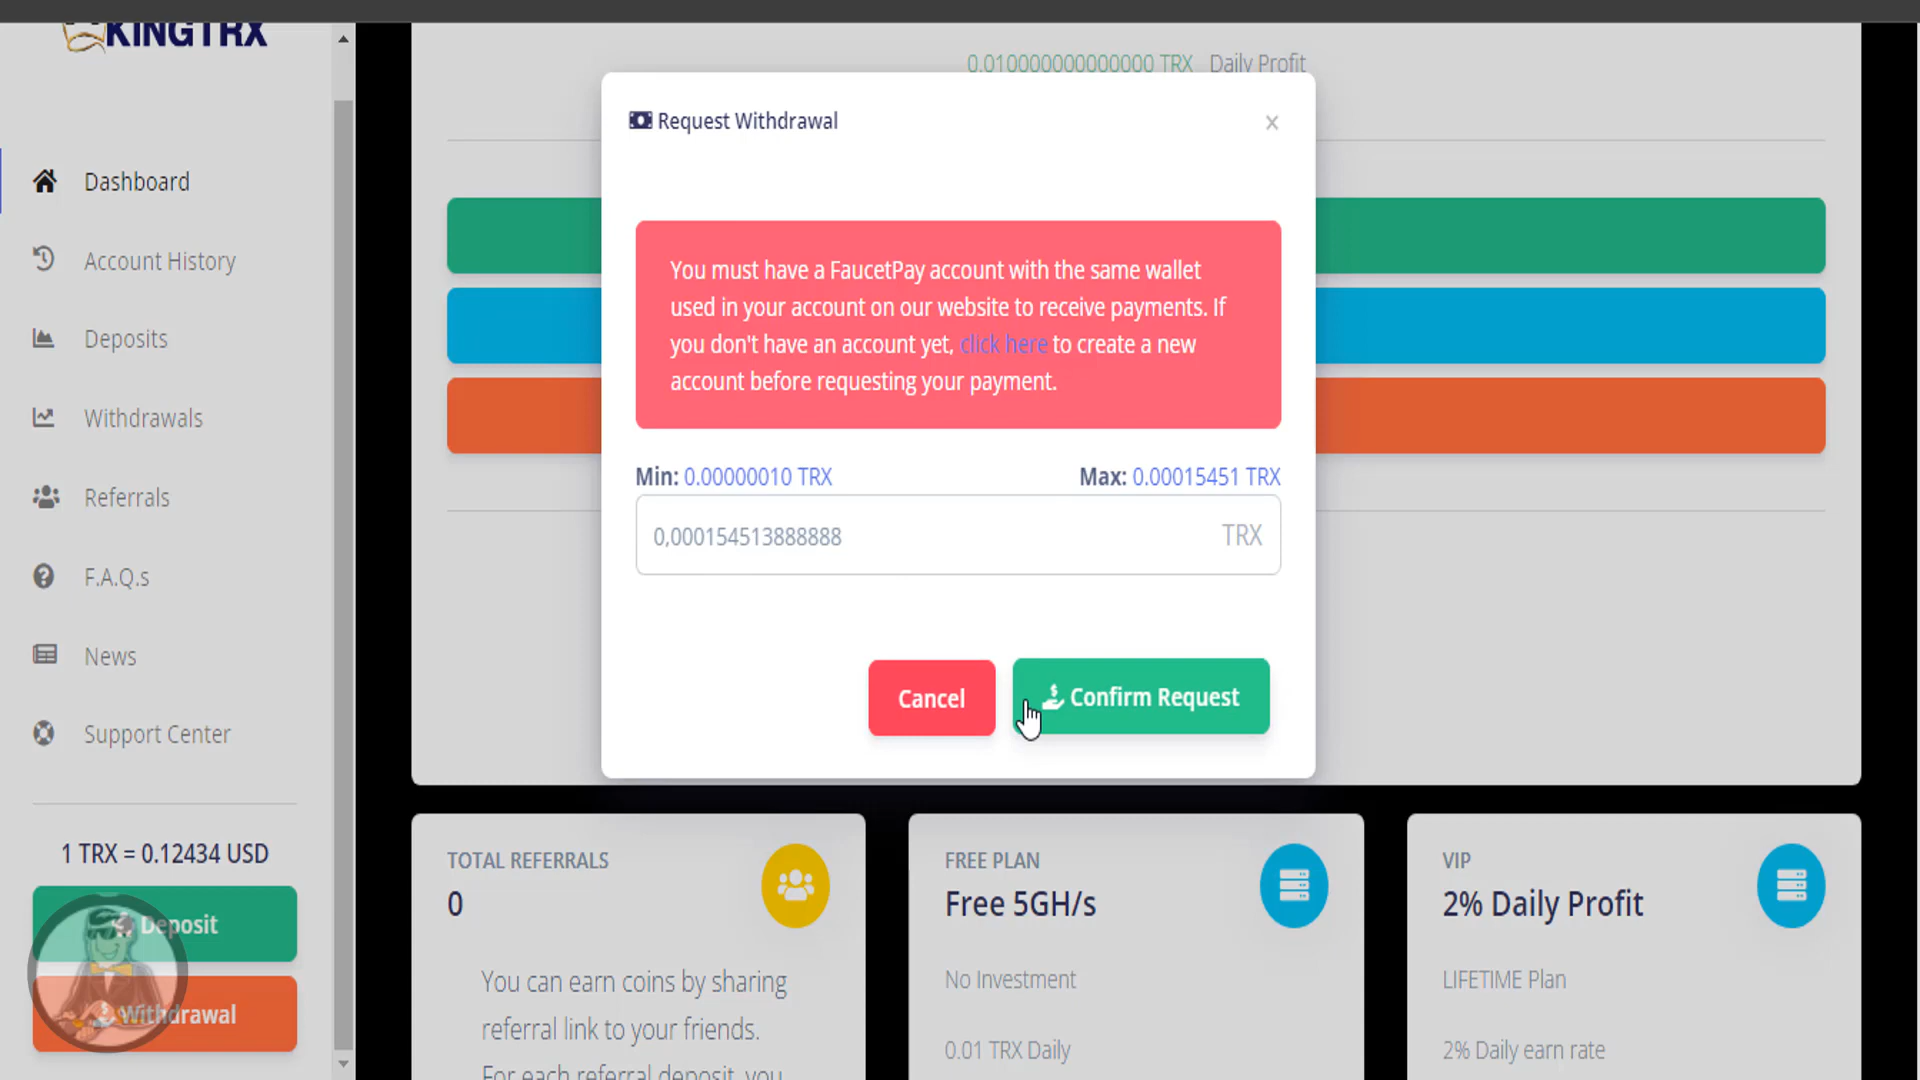 KINGTRX
Dashboard
Account History
Deposits
Withdrawals
Referrals
F.A.Q.s
News
Support Center
1 TRX = 0.12434 USD
Deposit
Withdrawal
0.010000000000000 TRX Daily Profit
Request Withdrawal
×
You must have a FaucetPay account with the same wallet
used in your account on our website to receive payments. If
you don't have an account yet, click here to create a new
account before requesting your payment.
Min: 0.00000010 TRX
Max: 0.00015451 TRX
0,000154513888888 TRX
Cancel
Confirm Request
TOTAL REFERRALS
0
You can earn coins by sharing
referral link to your friends.
For each referral deposit, you
FREE PLAN
Free 5GH/s
No Investment
0.01 TRX Daily
VIP
2% Daily Profit
LIFETIME Plan
2% Daily earn rate